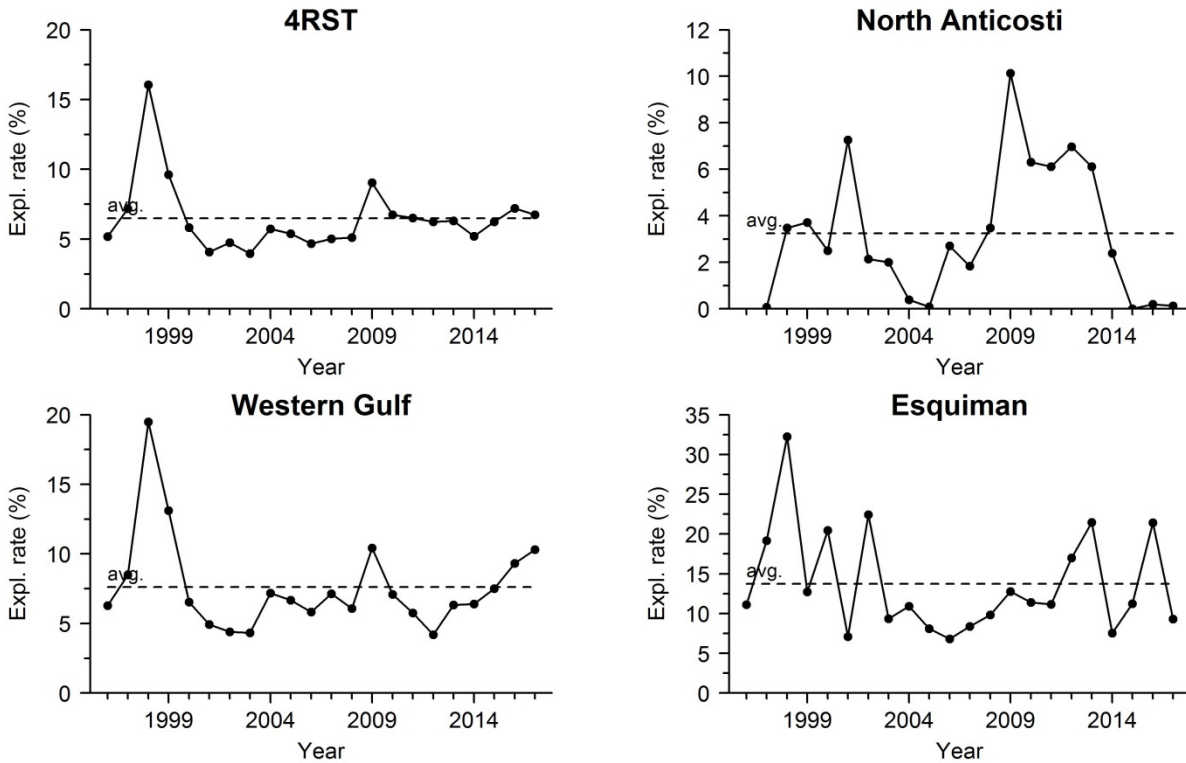 4RST
20
15
10
5
0
Expl. rate (%)
avg.
1999 2004 2009 2014
Year
North Anticosti
12
10
8
6
4
2
0
Expl. rate (%)
avg.
1999 2004 2009 2014
Year
Western Gulf
20
15
10
5
0
Expl. rate (%)
avg.
1999 2004 2009 2014
Year
Esquiman
35
30
25
20
15
10
5
0
Expl. rate (%)
avg.
1999 2004 2009 2014
Year